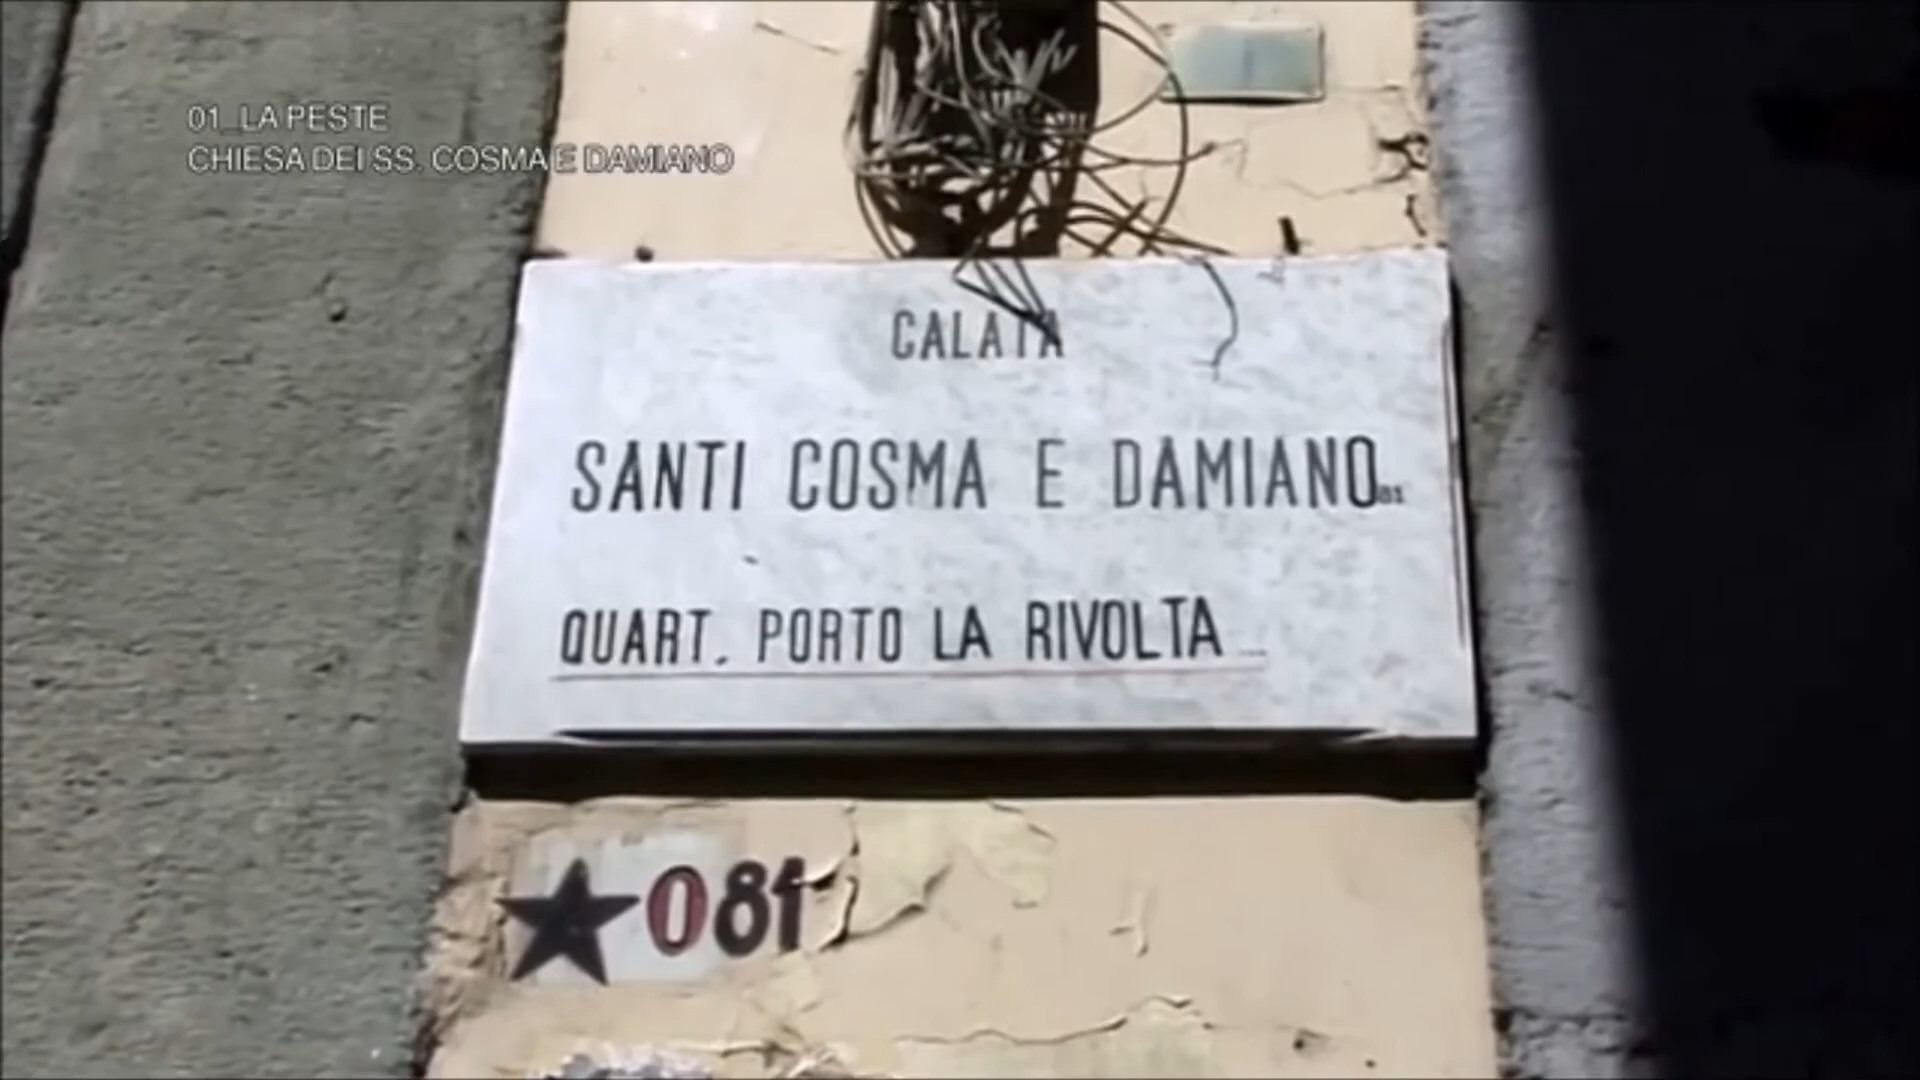 01_LA PESTE
CHIESA DEI SS. COSMA E DAMIANO
CALATA
SANTI COSMA E DAMIANO
QUART. PORTO LA RIVOLTA
★081